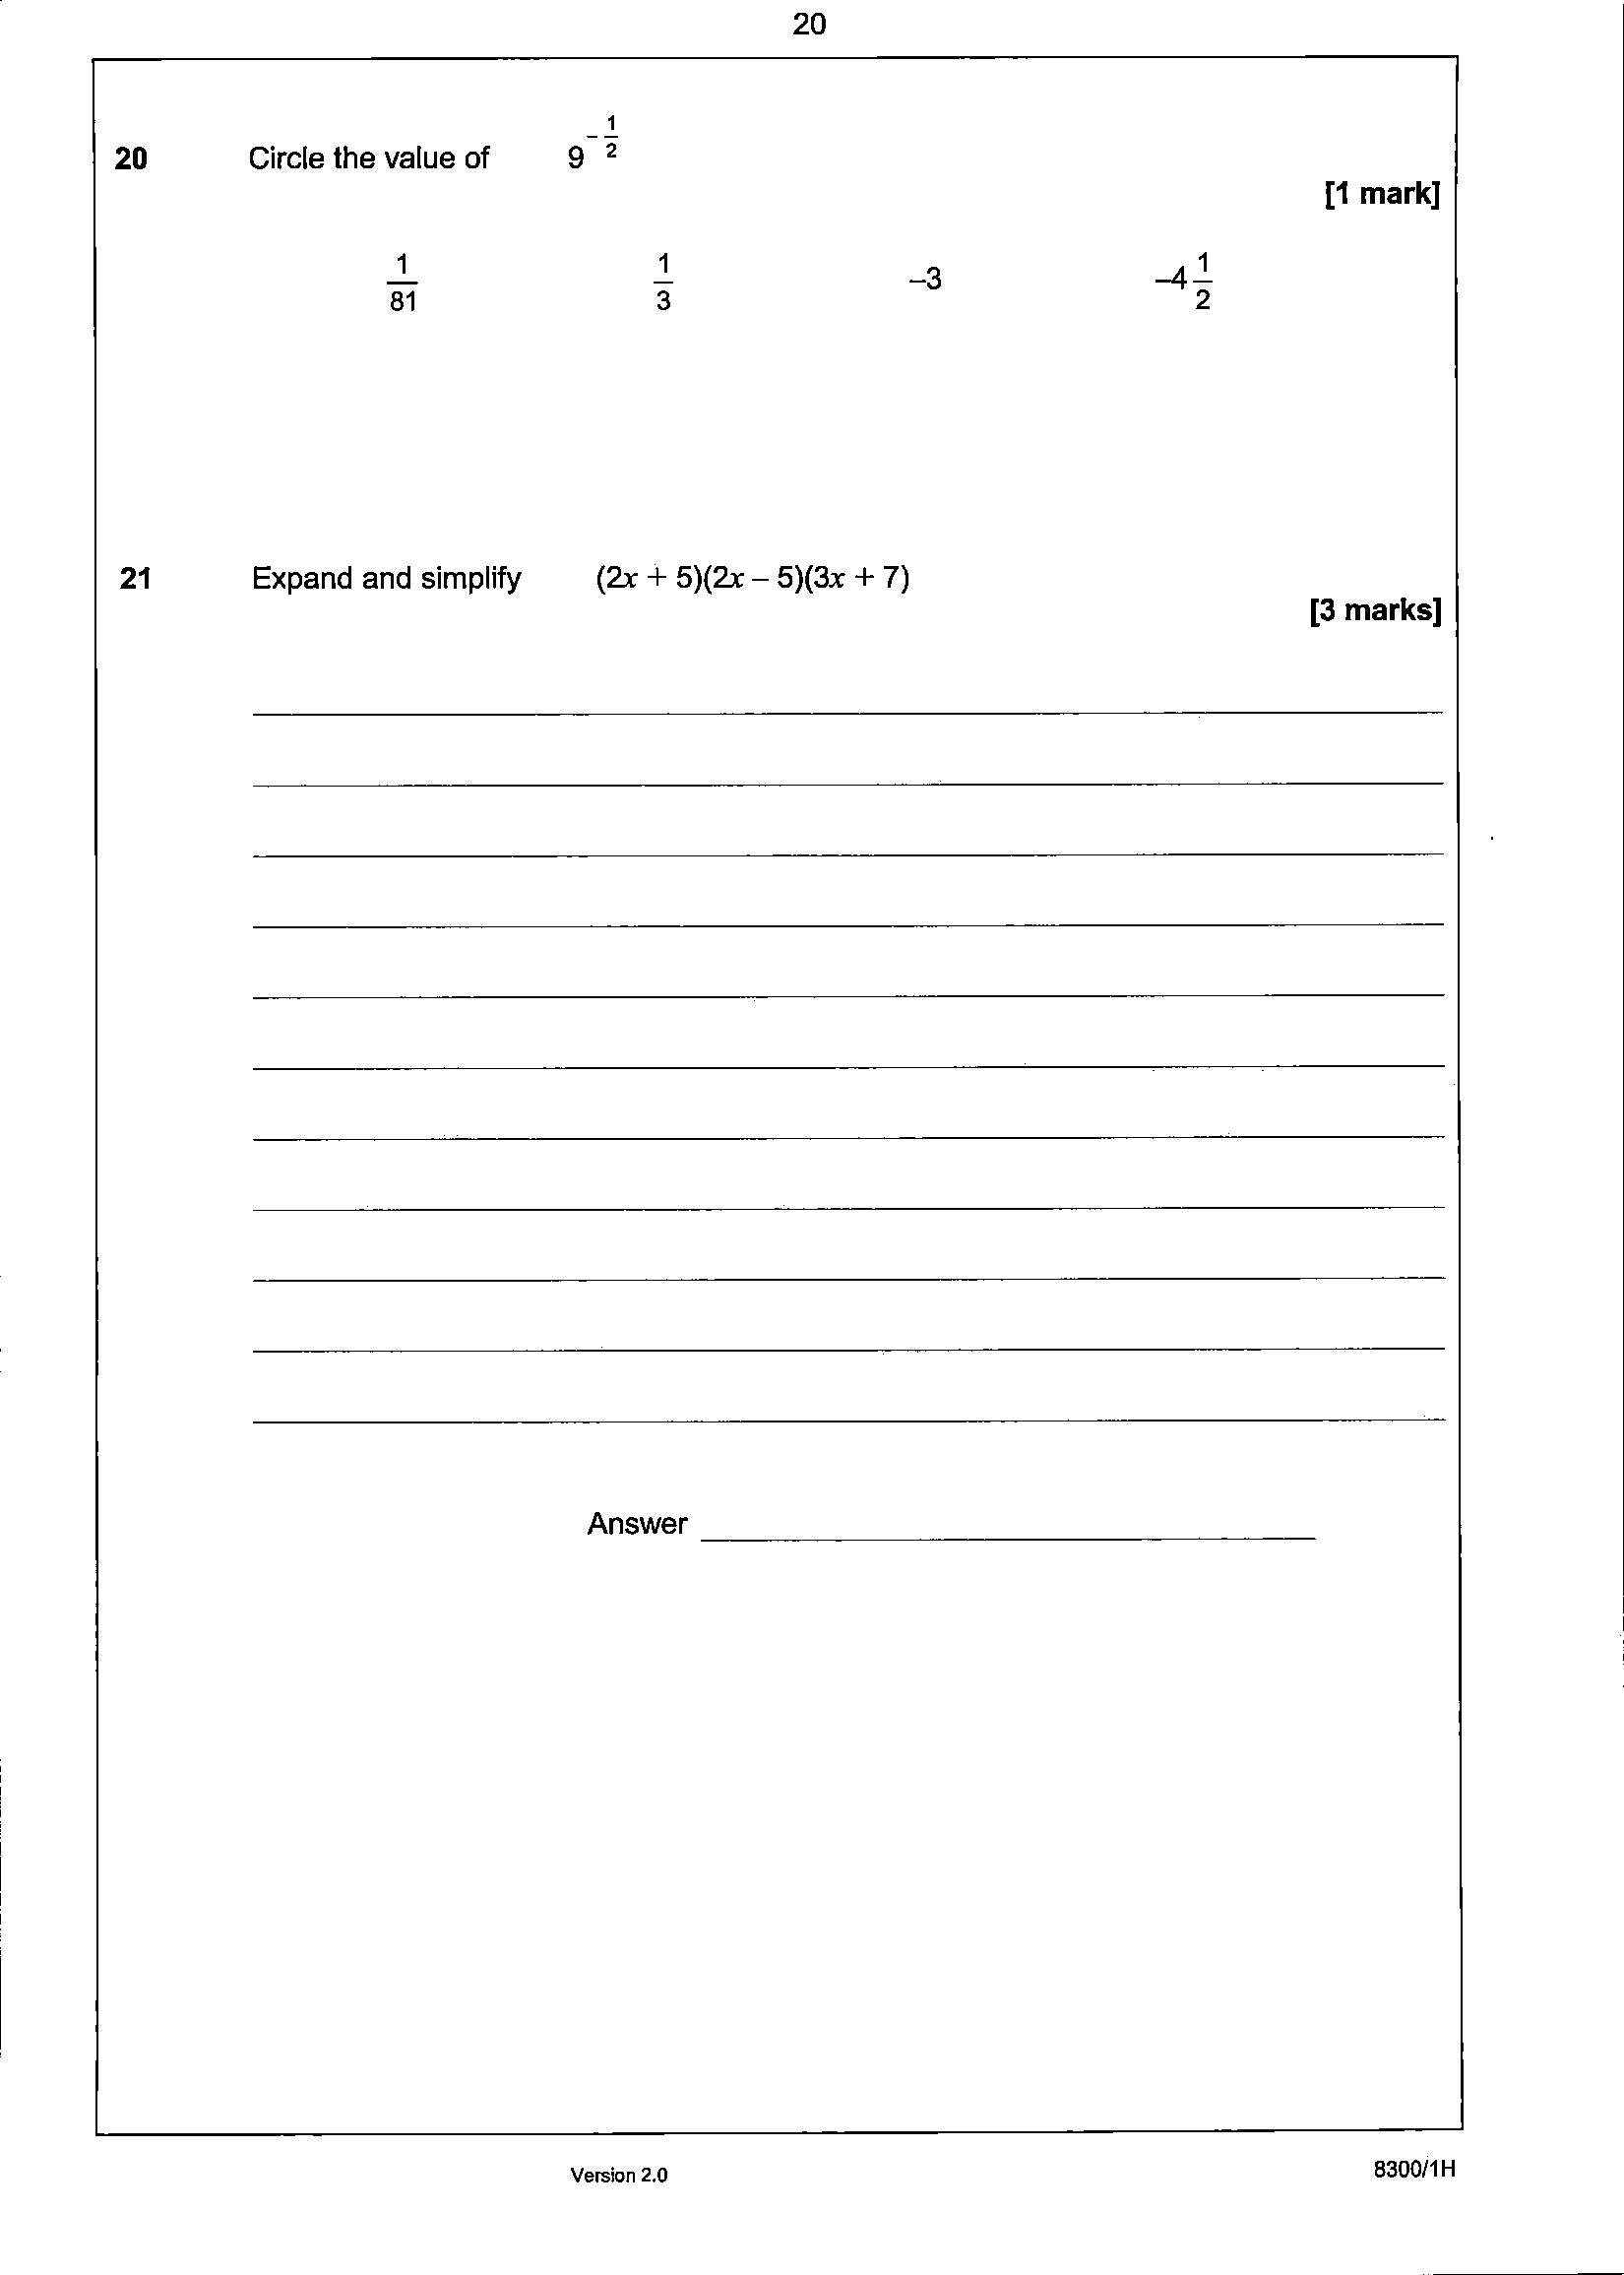 20
20 Circle the value of 9^{-\frac{1}{2}}
[1 mark]
\frac{1}{81} \frac{1}{3} –3 –4\frac{1}{2}
21 Expand and simplify (2x + 5)(2x – 5)(3x + 7)
[3 marks]
Answer
Version 2.0 8300/1H